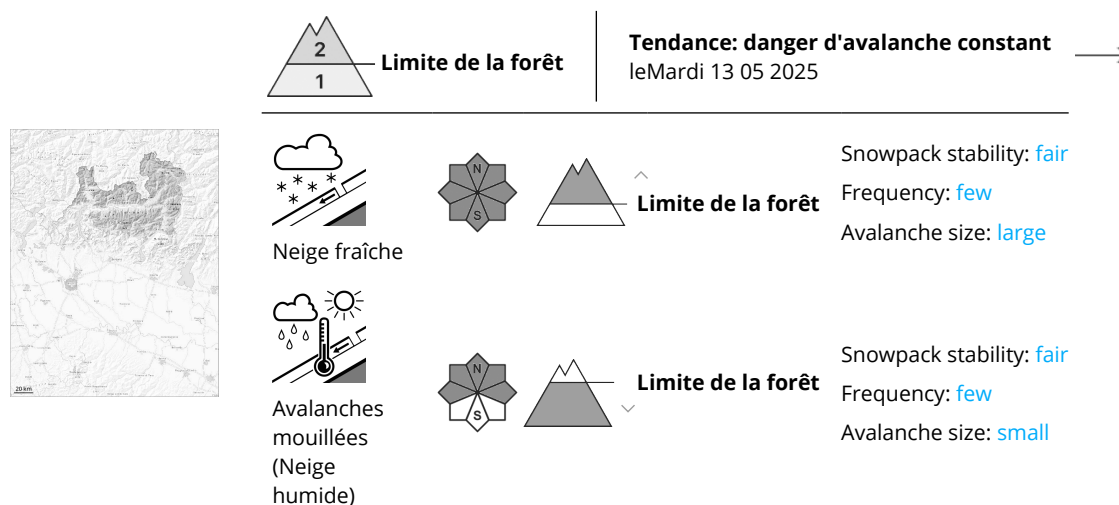 2
1
Limite de la forêt
Tendance: danger d'avalanche constant
leMardi 13 05 2025
20 km
N
S
Neige fraîche
Limite de la forêt
Snowpack stability: fair
Frequency: few
Avalanche size: large
N
S
Avalanches
mouillées
(Neige
humide)
Limite de la forêt
Snowpack stability: fair
Frequency: few
Avalanche size: small